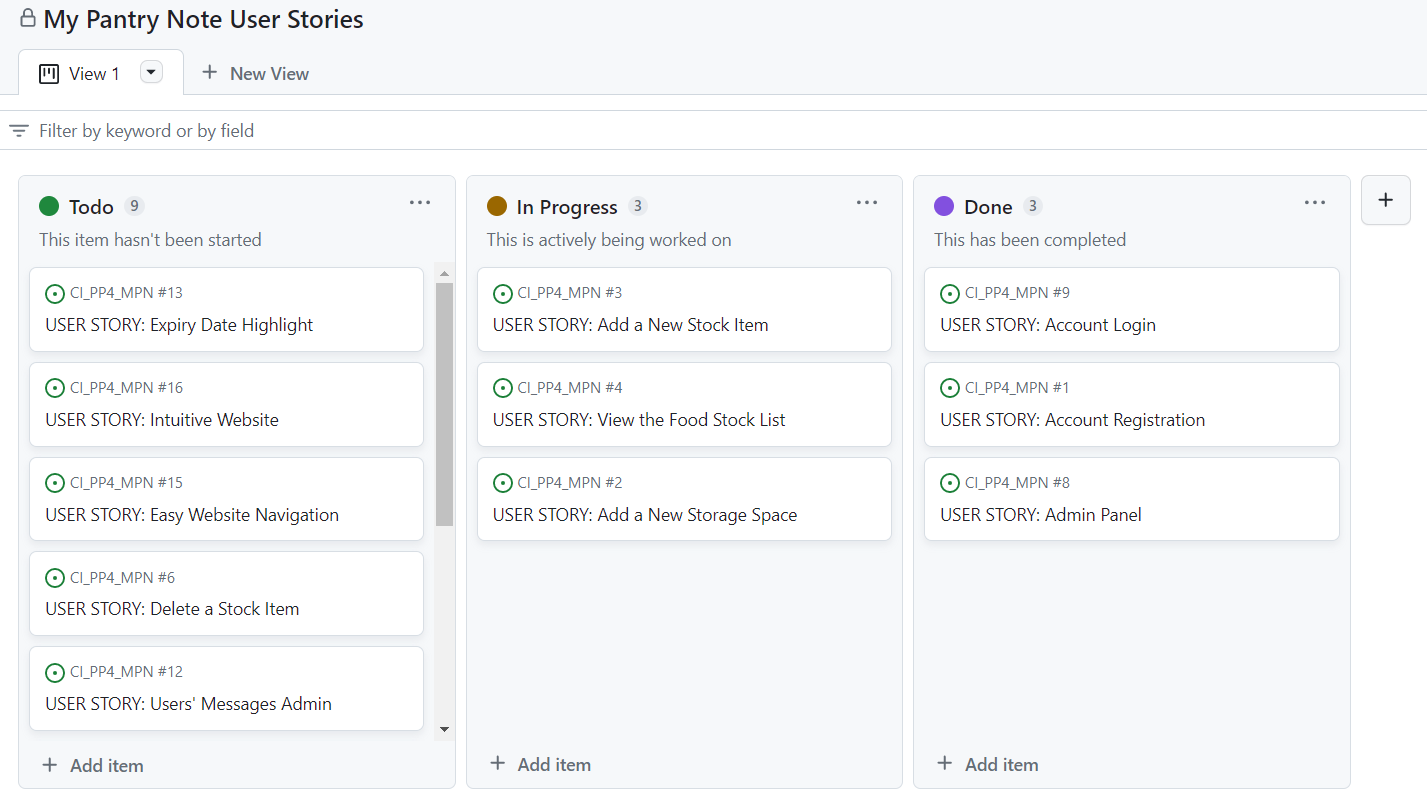 My Pantry Note User Stories
View 1
New View
Filter by keyword or by field
Todo 9
This item hasn't been started
CI_PP4_MPN #13
USER STORY: Expiry Date Highlight
CI_PP4_MPN #16
USER STORY: Intuitive Website
CI_PP4_MPN #15
USER STORY: Easy Website Navigation
CI_PP4_MPN #6
USER STORY: Delete a Stock Item
CI_PP4_MPN #12
USER STORY: Users' Messages Admin
Add item
In Progress 3
This is actively being worked on
CI_PP4_MPN #3
USER STORY: Add a New Stock Item
CI_PP4_MPN #4
USER STORY: View the Food Stock List
CI_PP4_MPN #2
USER STORY: Add a New Storage Space
Add item
Done 3
This has been completed
CI_PP4_MPN #9
USER STORY: Account Login
CI_PP4_MPN #1
USER STORY: Account Registration
CI_PP4_MPN #8
USER STORY: Admin Panel
Add item